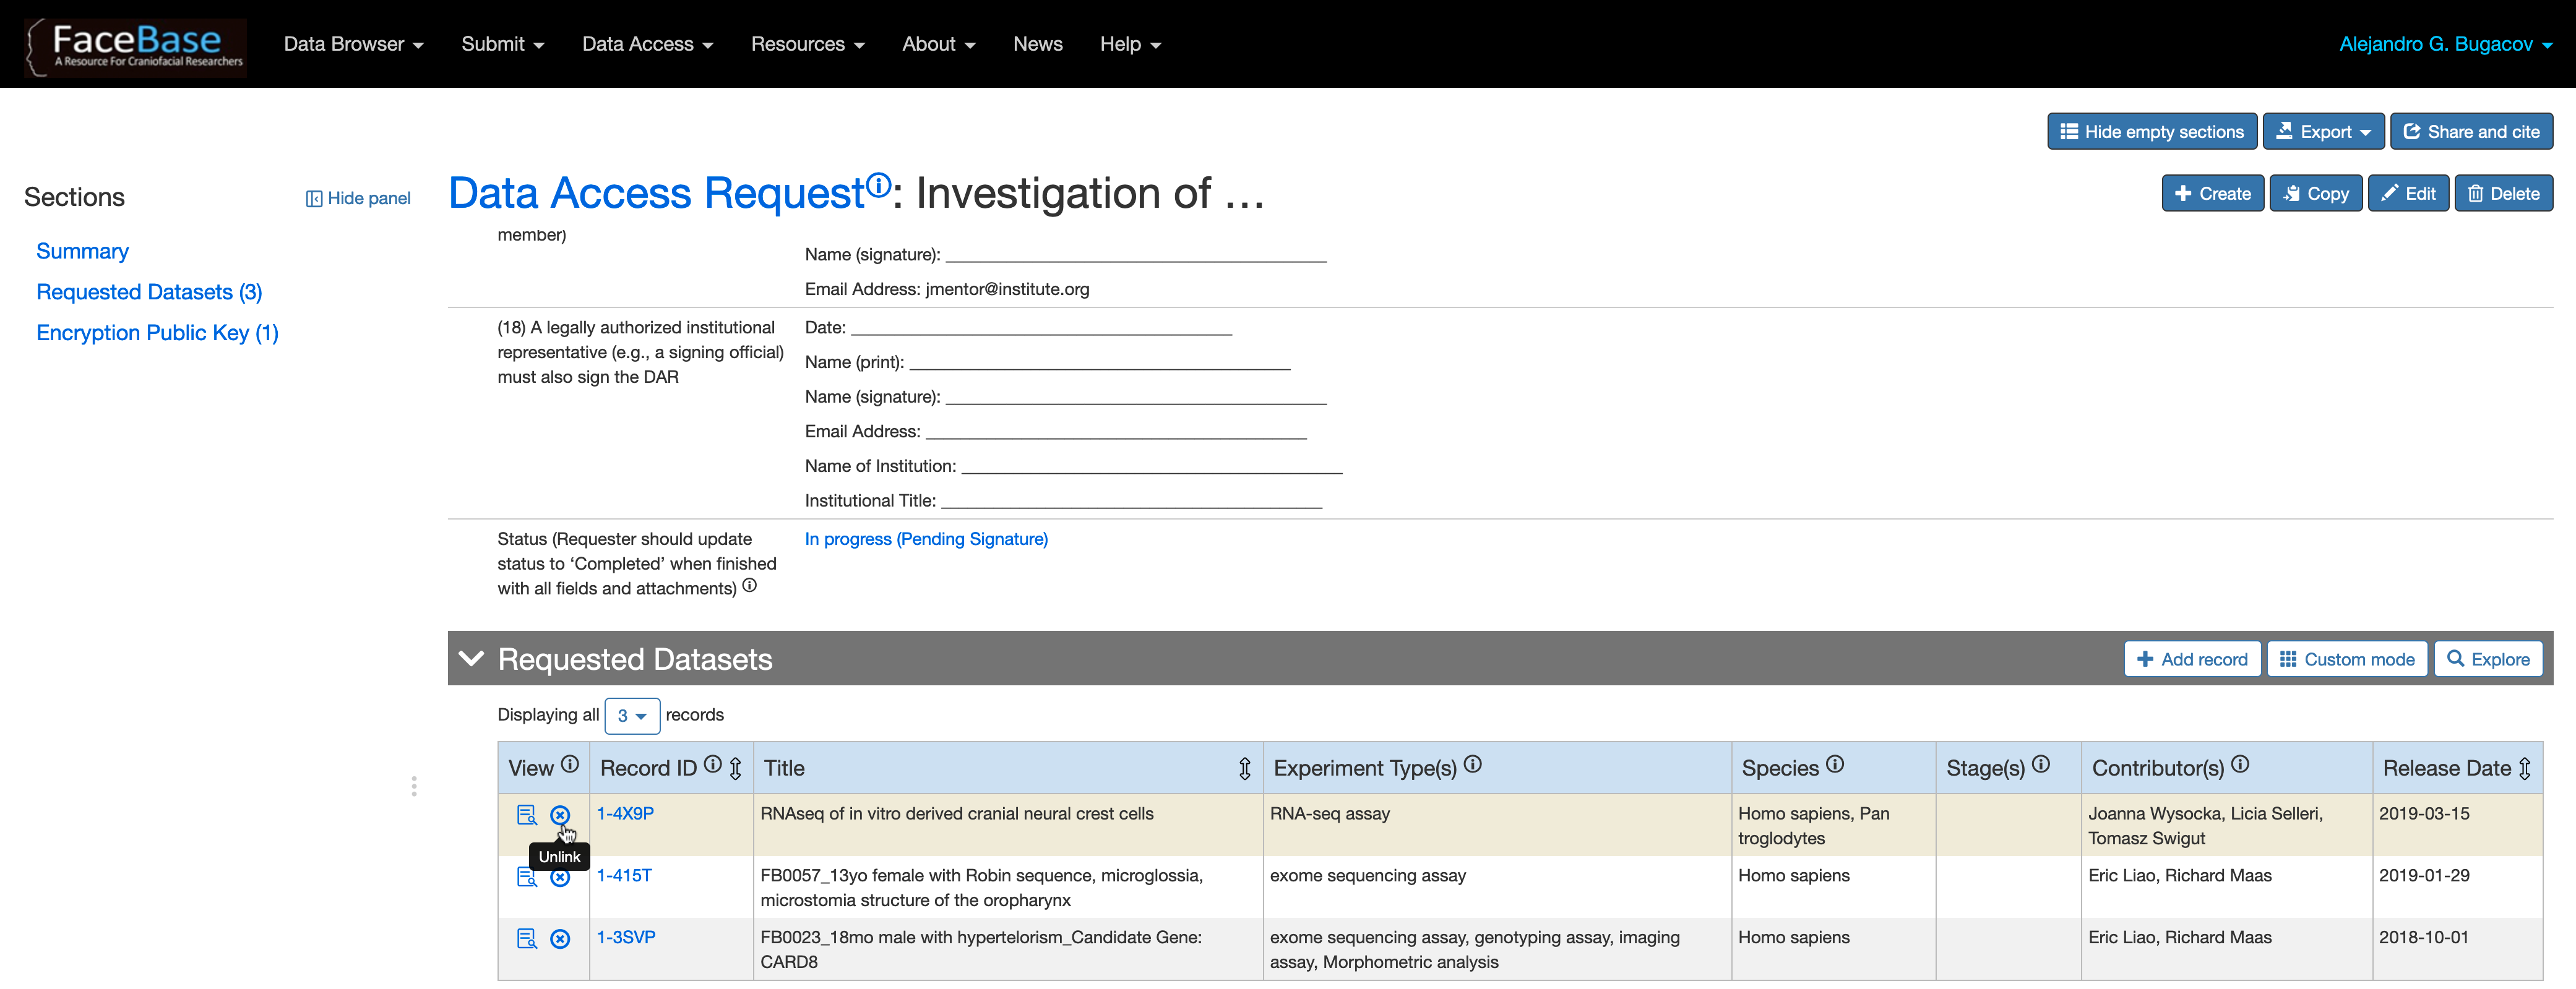 FaceBase
A Resource For Craniofacial Researchers
Data Browser Submit Data Access Resources About News Help
Alejandro G. Bugacov
Hide empty sections Export Share and cite
Sections
Hide panel
Data Access Request: Investigation of ...
Create Copy Edit Delete
Summary
Requested Datasets (3)
Encryption Public Key (1)
member)
Name (signature):
Email Address: jmentor@institute.org
(18) A legally authorized institutional
representative (e.g., a signing official)
must also sign the DAR
Date:
Name (print):
Name (signature):
Email Address:
Name of Institution:
Institutional Title:
Status (Requester should update
status to ‘Completed’ when finished
with all fields and attachments)
In progress (Pending Signature)
Requested Datasets
Add record Custom mode Explore
Displaying all 3 records
View Record ID Title Experiment Type(s) Species Stage(s) Contributor(s) Release Date
1-4X9P RNAseq of in vitro derived cranial neural crest cells RNA-seq assay Homo sapiens, Pan Joanna Wysocka, Licia Selleri, 2019-03-15
troglodytes Tomasz Swigut
Unlink
1-415T FB0057_13yo female with Robin sequence, microglossia, exome sequencing assay Homo sapiens Eric Liao, Richard Maas 2019-01-29
microstomia structure of the oropharynx
1-3SVP FB0023_18mo male with hypertelorism_Candidate Gene: exome sequencing assay, genotyping assay, imaging Homo sapiens Eric Liao, Richard Maas 2018-10-01
CARD8 assay, Morphometric analysis